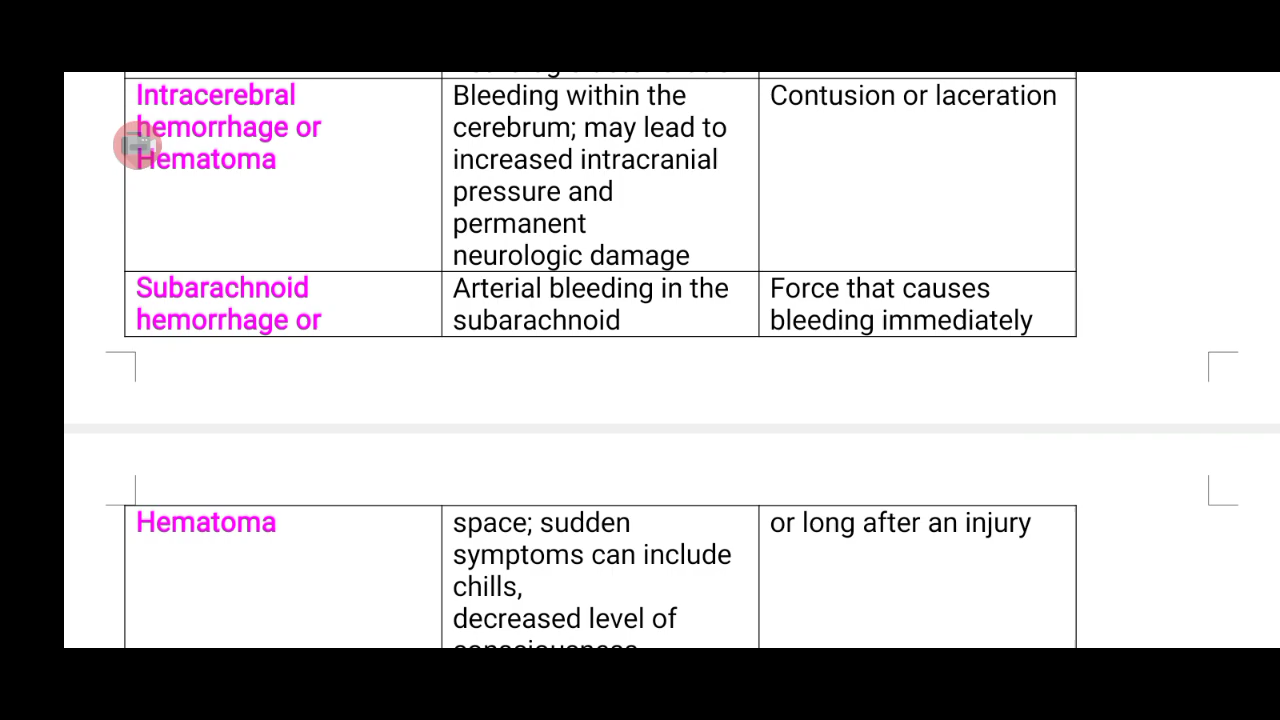 Intracerebral
hemorrhage or
Hematoma
Bleeding within the
cerebrum; may lead to
increased intracranial
pressure and
permanent
neurologic damage
Contusion or laceration
Subarachnoid
hemorrhage or
Arterial bleeding in the
subarachnoid
Force that causes
bleeding immediately
Hematoma
space; sudden
symptoms can include
chills,
decreased level of
or long after an injury